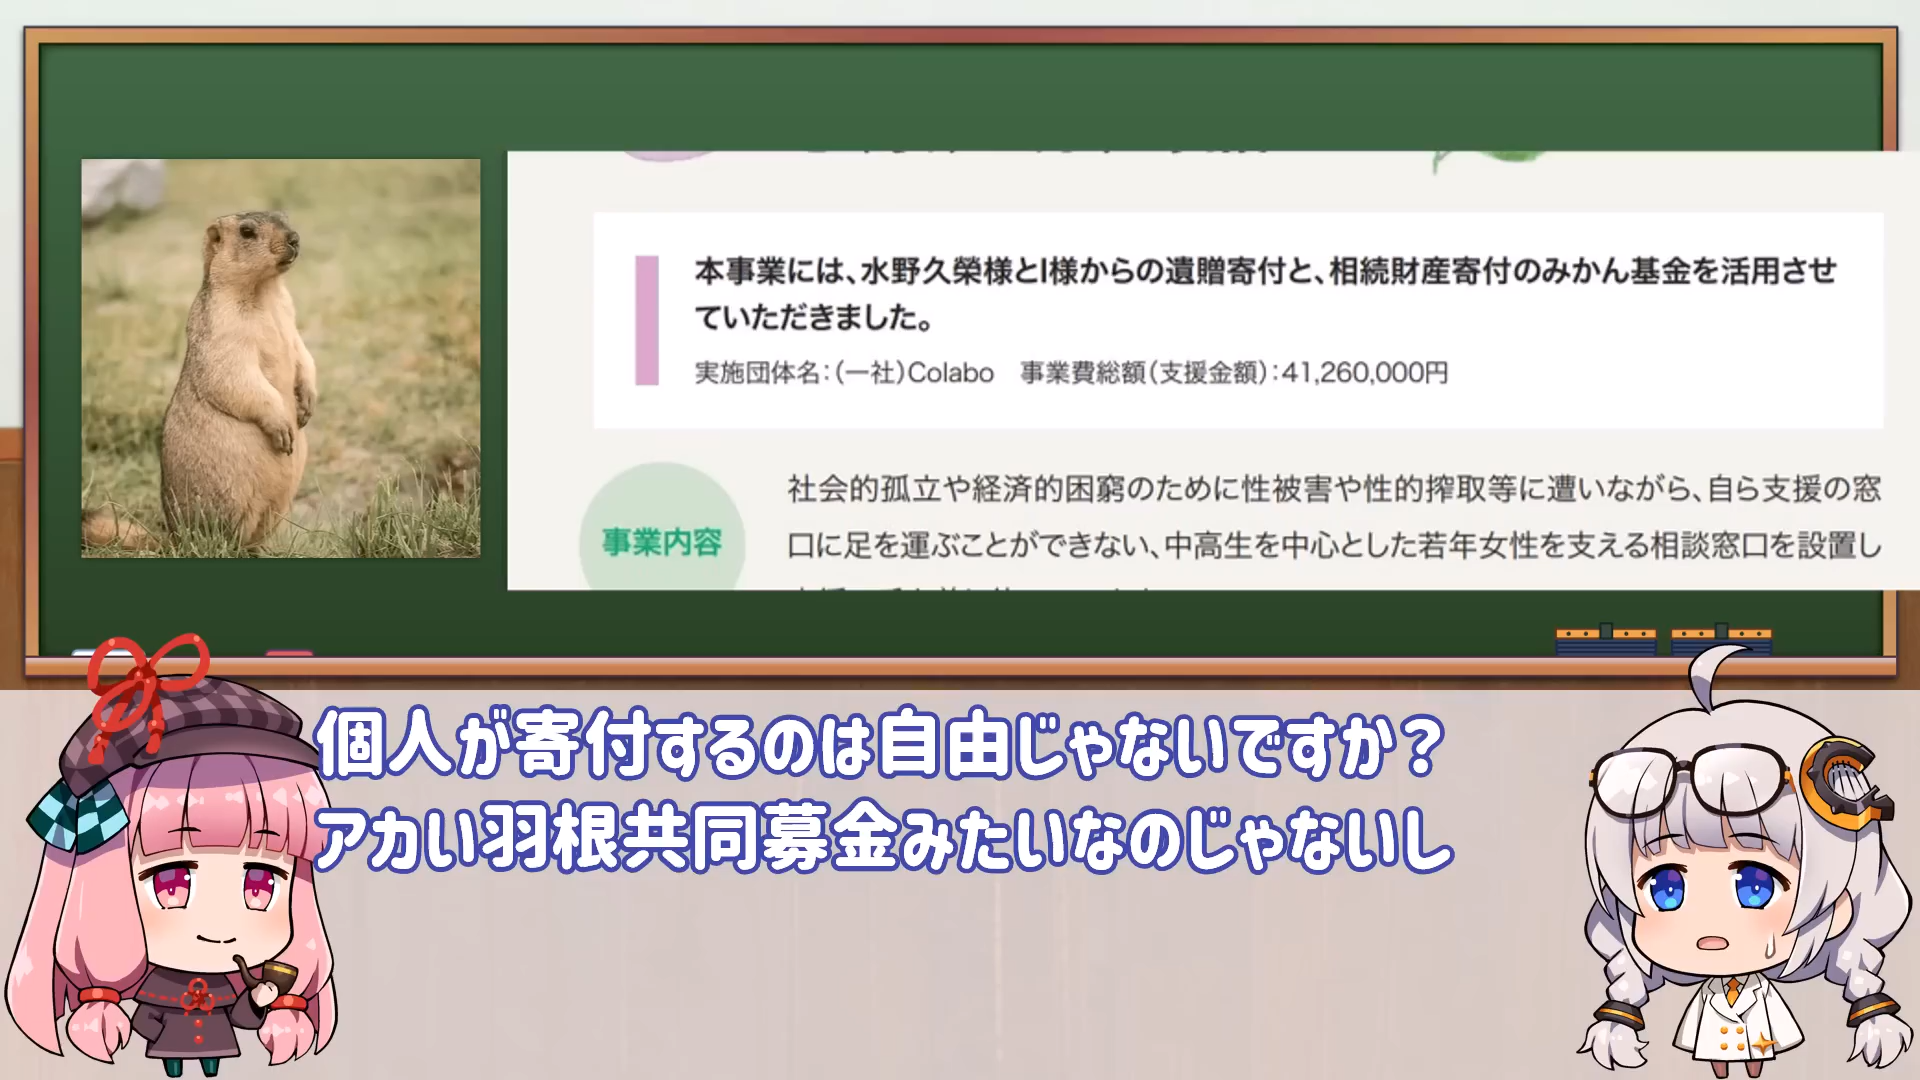 本事業には、水野久榮様とI様からの遺贈寄付と、相続財産寄付のみかん基金を活用させ
ていただきました。
実施団体名：（一社）Colabo　事業費総額（支援金額）：41,260,000円
事業内容
社会的孤立や経済的困窮のために性被害や性的搾取等に遭いながら、自ら支援の窓
口に足を運ぶことができない、中高生を中心とした若年女性を支える相談窓口を設置し
個人が寄付するのは自由じゃないですか？
アカい羽根共同募金みたいなのじゃないし